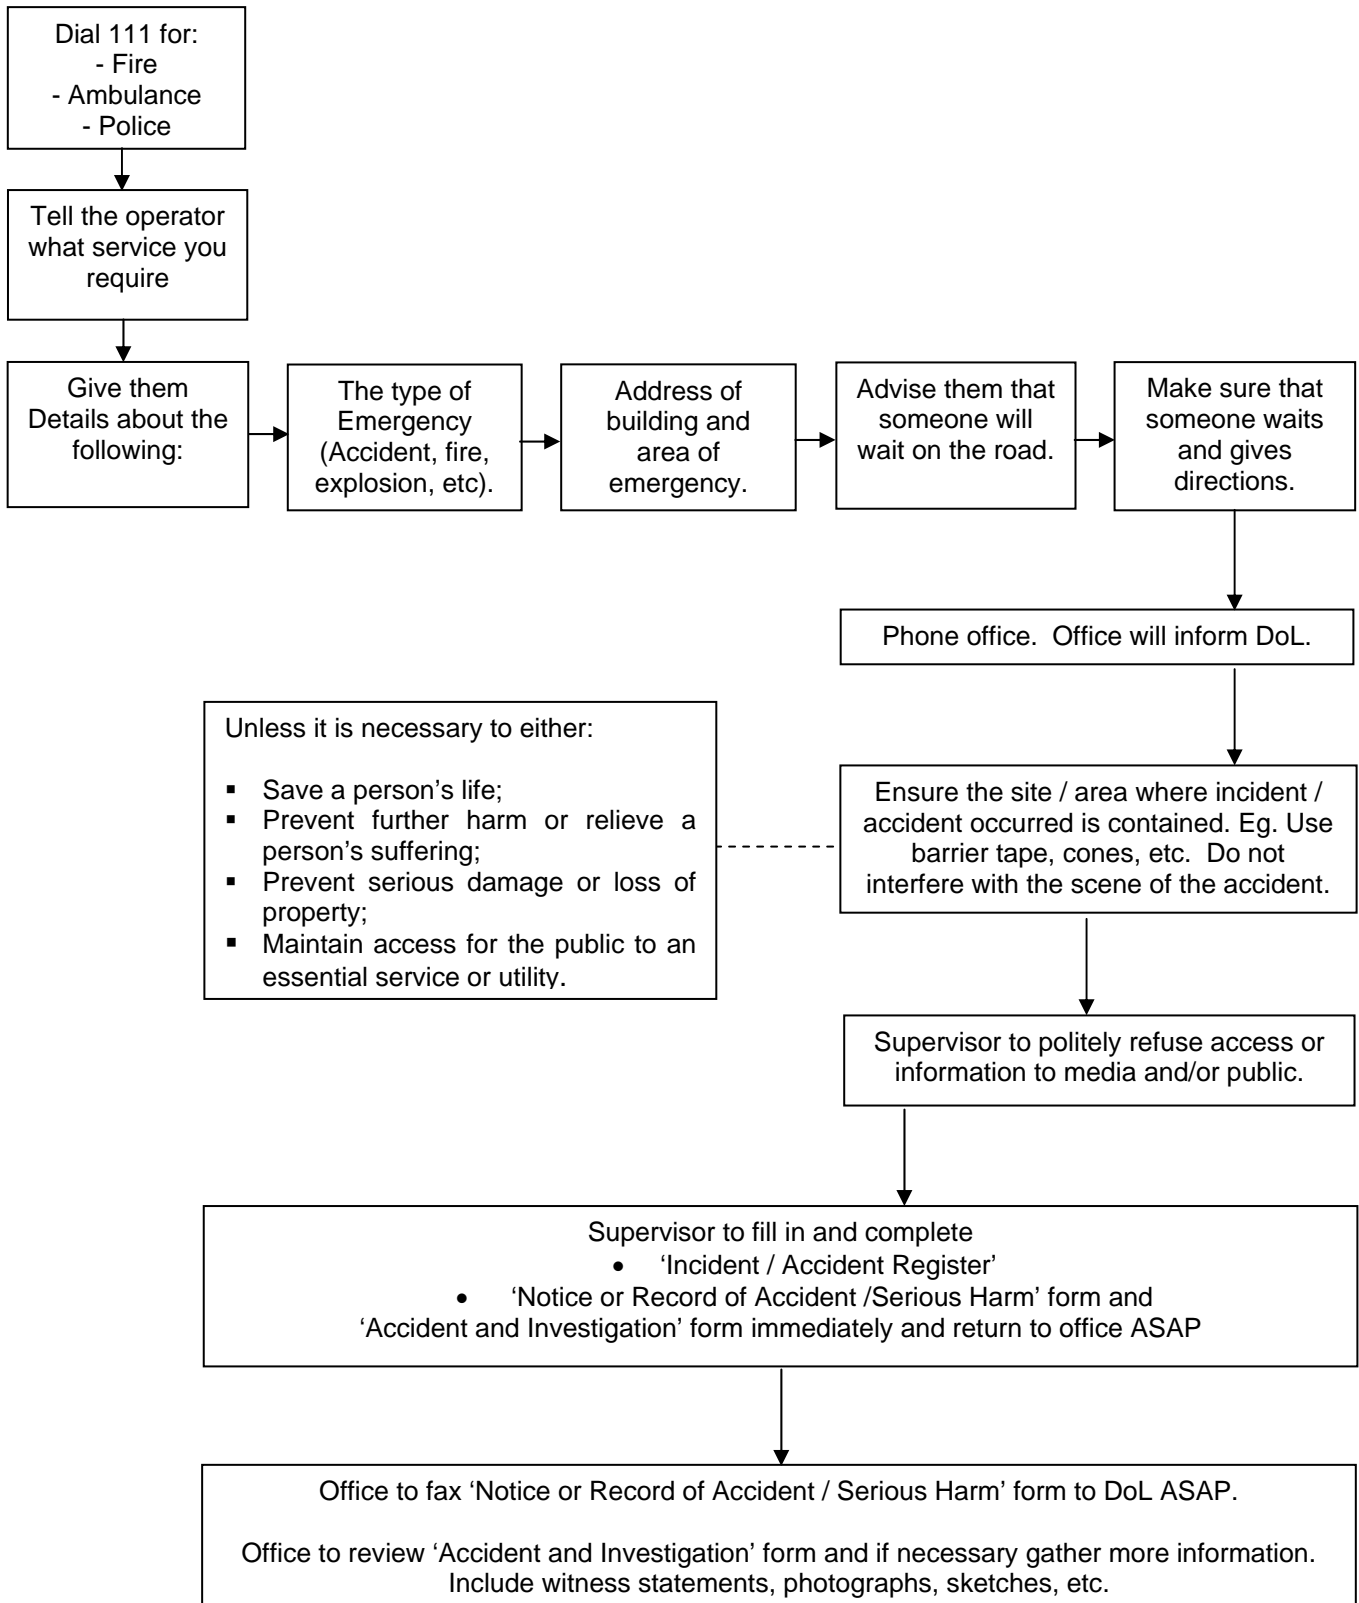 Dial 111 for:
- Fire
- Ambulance
- Police
Tell the operator
what service you
require
Give them
Details about the
following:
The type of
Emergency
(Accident, fire,
explosion, etc).
Address of
building and
area of
emergency.
Advise them that
someone will
wait on the road.
Make sure that
someone waits
and gives
directions.
Phone office.  Office will inform DoL.
Ensure the site / area where incident /
accident occurred is contained. Eg. Use
barrier tape, cones, etc.  Do not
interfere with the scene of the accident.
Unless it is necessary to either:
▪ Save a person’s life;
▪ Prevent further harm or relieve a
person’s suffering;
▪ Prevent serious damage or loss of
property;
▪ Maintain access for the public to an
essential service or utility.
Supervisor to politely refuse access or
information to media and/or public.
Supervisor to fill in and complete
• ‘Incident / Accident Register’
• ‘Notice or Record of Accident /Serious Harm’ form and
‘Accident and Investigation’ form immediately and return to office ASAP
Office to fax ‘Notice or Record of Accident / Serious Harm’ form to DoL ASAP.
Office to review ‘Accident and Investigation’ form and if necessary gather more information.
Include witness statements, photographs, sketches, etc.